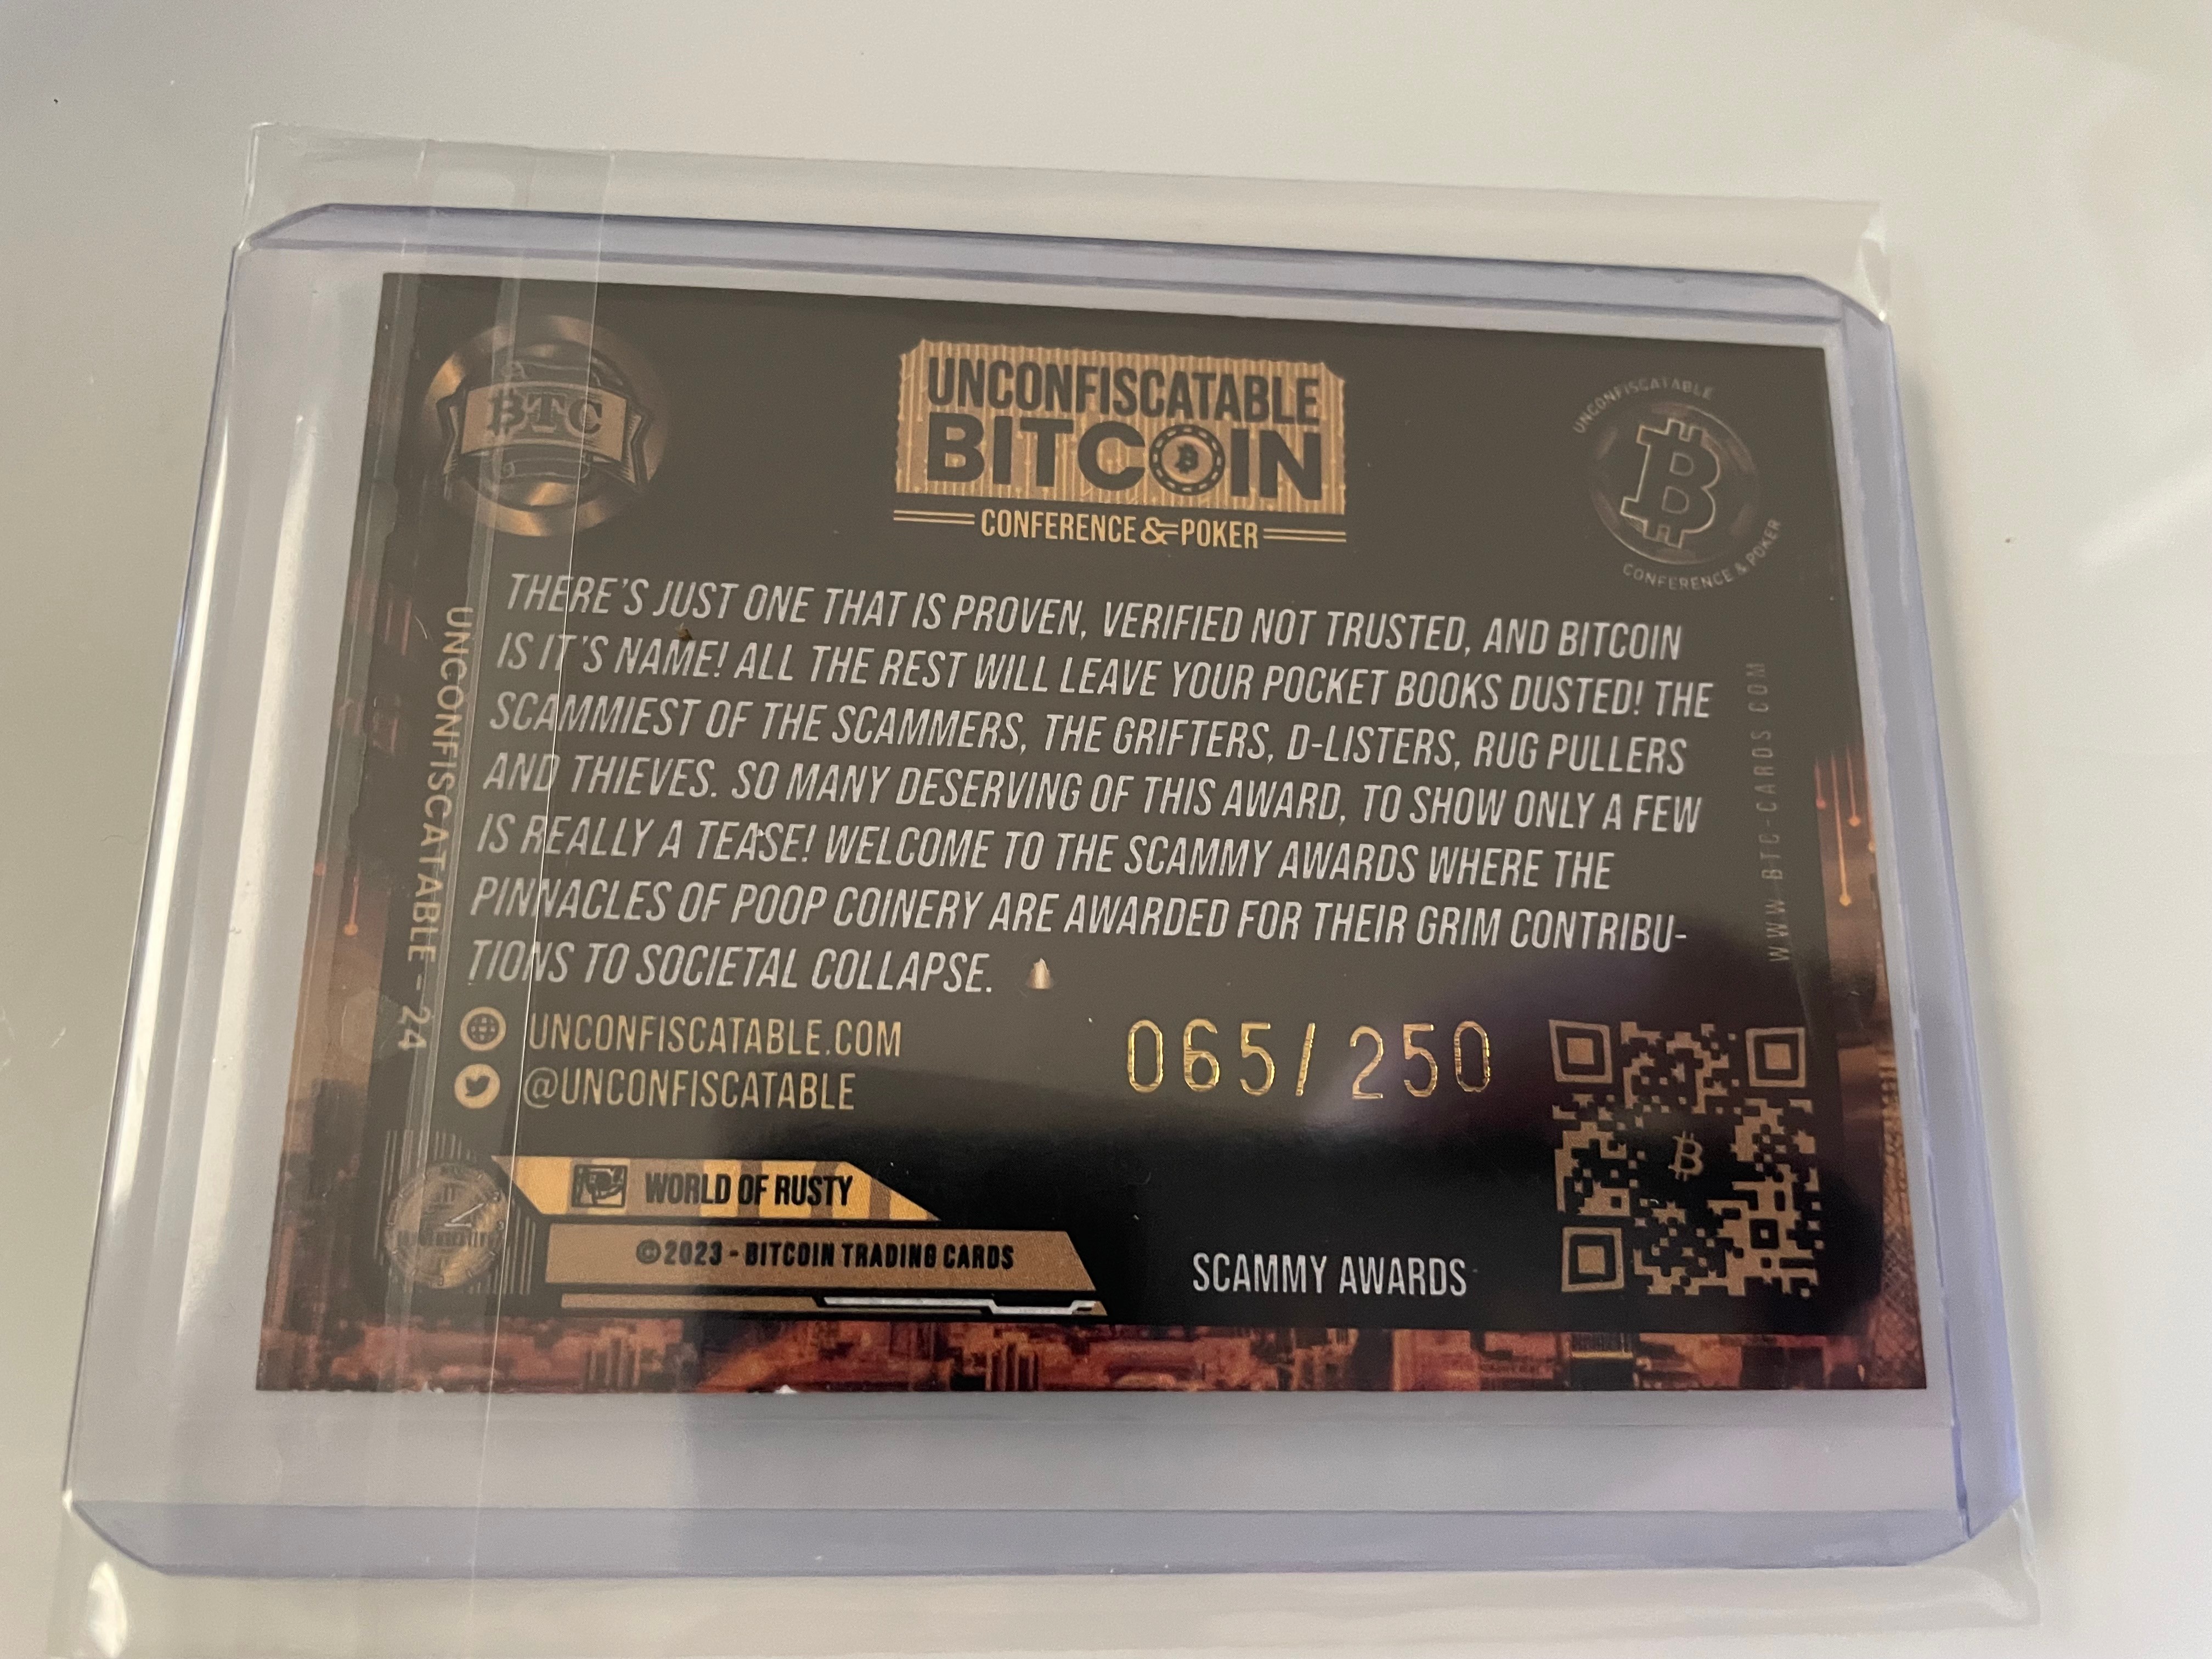 BTC
UNCONFISCATABLE
BITCOIN
CONFERENCE & POKER
UNCONFISCATABLE
CONFERENCE & POKER
THERE'S JUST ONE THAT IS PROVEN, VERIFIED NOT TRUSTED, AND BITCOIN
IS IT'S NAME! ALL THE REST WILL LEAVE YOUR POCKET BOOKS DUSTED! THE
SCAMMIEST OF THE SCAMMERS, THE GRIFTERS, D-LISTERS, RUG PULLERS
AND THIEVES. SO MANY DESERVING OF THIS AWARD, TO SHOW ONLY A FEW
IS REALLY A TEASE! WELCOME TO THE SCAMMY AWARDS WHERE THE
PINNACLES OF POOP COINERY ARE AWARDED FOR THEIR GRIM CONTRIBU-
TIONS TO SOCIETAL COLLAPSE.
UNCONFISCATABLE - 24
WWW.BTC-CARDS.COM
UNCONFISCATABLE.COM
@UNCONFISCATABLE
065/250
WORLD OF RUSTY
©2023 - BITCOIN TRADING CARDS
SCAMMY AWARDS